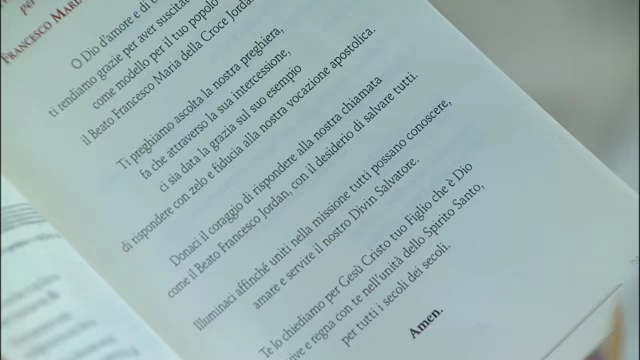 per
FRANCESCO MARIA
O Dio d'amore e di
ti rendiamo grazie per aver suscitat
come modello per il tuo popolo
il Beato Francesco Maria della Croce Jordan
Ti preghiamo ascolta la nostra preghiera,
fa che attraverso la sua intercessione,
ci sia data la grazia sul suo esempio
di rispondere con zelo e fiducia alla nostra vocazione apostolica.
Donaci il coraggio di rispondere alla nostra chiamata
come il Beato Francesco Jordan, con il desiderio di salvare tutti.
Illuminaci affinché uniti nella missione tutti possano conoscere,
amare e servire il nostro Divin Salvatore.
Te lo chiediamo per Gesù Cristo tuo Figlio che è Dio
ive e regna con te nell'unità dello Spirito Santo,
per tutti i secoli dei secoli.
Amen.